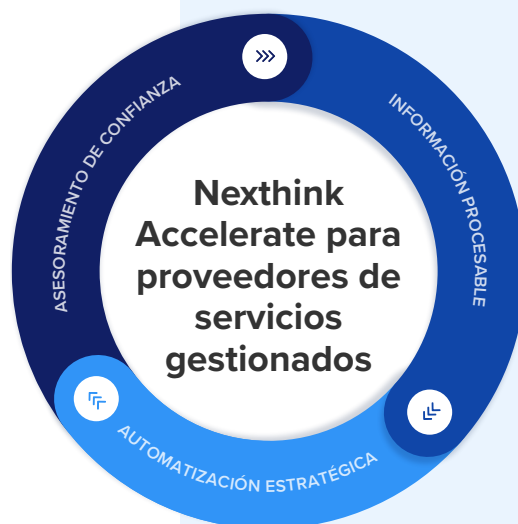 ASESORAMIENTO DE CONFIANZA
INFORMACIÓN PROCESABLE
Nexthink
Accelerate para
proveedores de
servicios
gestionados
AUTOMATIZACIÓN ESTRATÉGICA